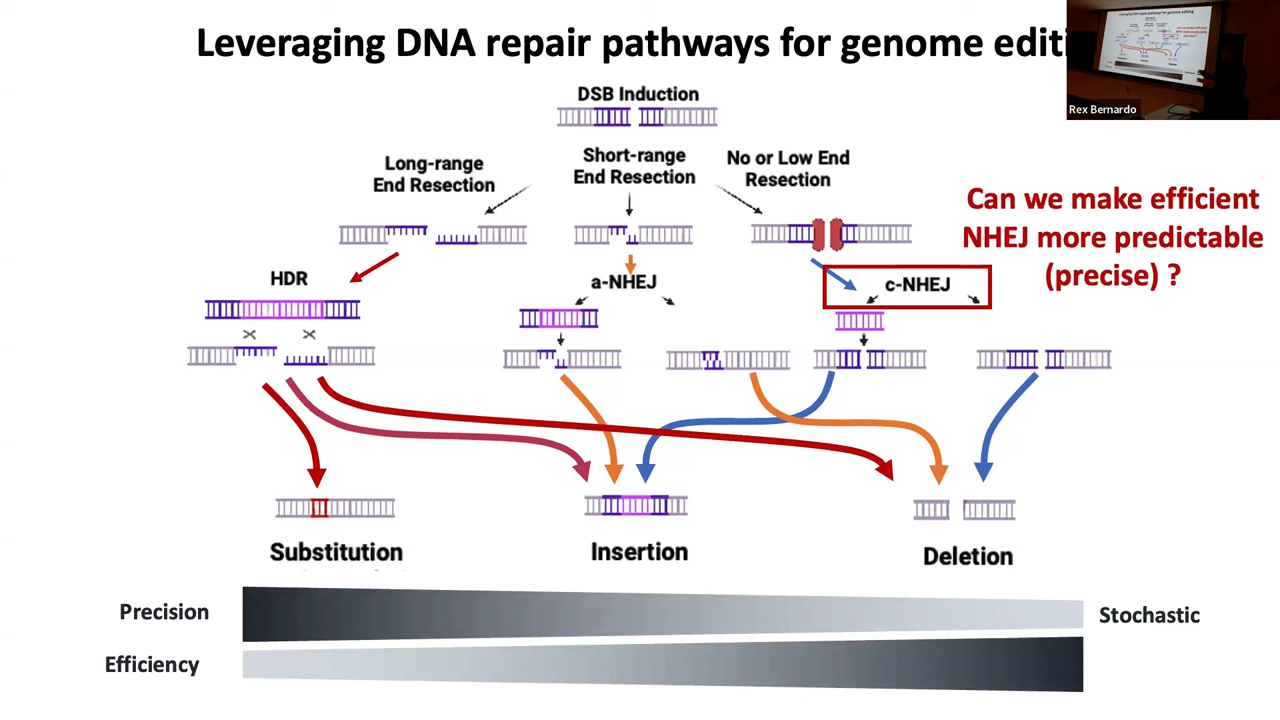 Leveraging DNA repair pathways for genome editi
Rex Bernardo
DSB Induction
Long-range
End Resection
Short-range
End Resection
No or Low End
Resection
Can we make efficient
NHEJ more predictable
(precise) ?
HDR
a-NHEJ
c-NHEJ
Substitution
Insertion
Deletion
Precision
Stochastic
Efficiency